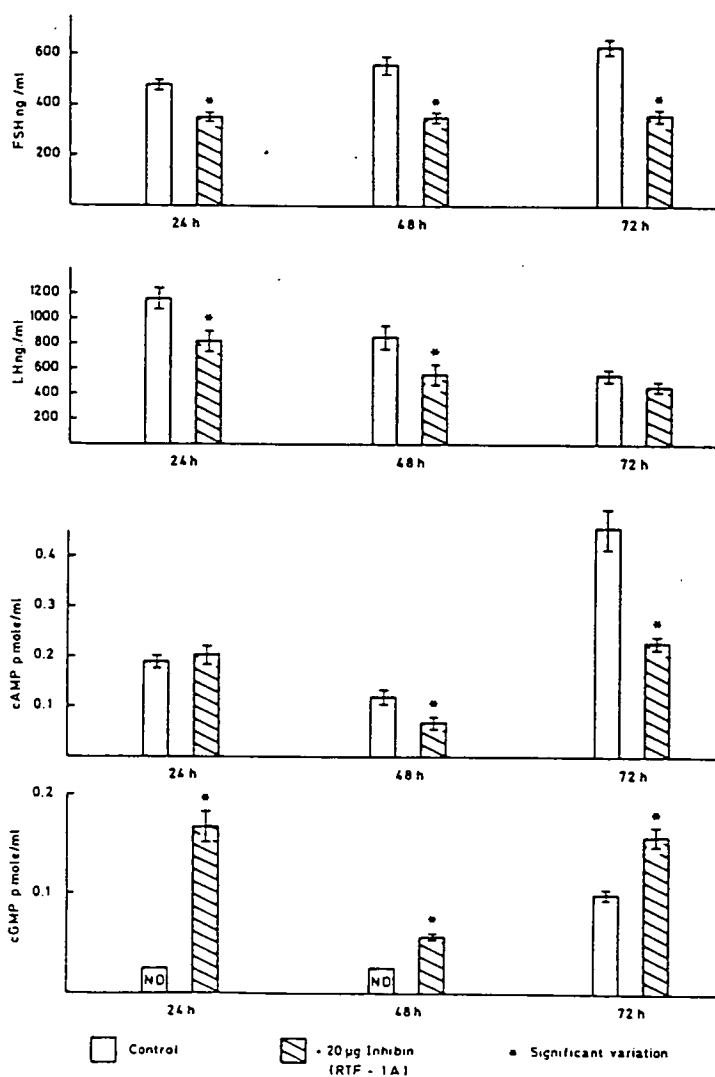 FSH ng/ml
600
400
200
*
*
*
24 h
48 h
72 h
LH ng./ml
1200
1000
800
600
400
200
*
*
24 h
48 h
72 h
cAMP pmole/ml
0.4
0.3
0.2
0.1
*
*
24 h
48 h
72 h
cGMP pmole/ml
0.2
0.1
*
*
*
ND
ND
24 h
48 h
72 h
Control
+ 20 µg Inhibin
(RTF - 1A)
* Significant variation